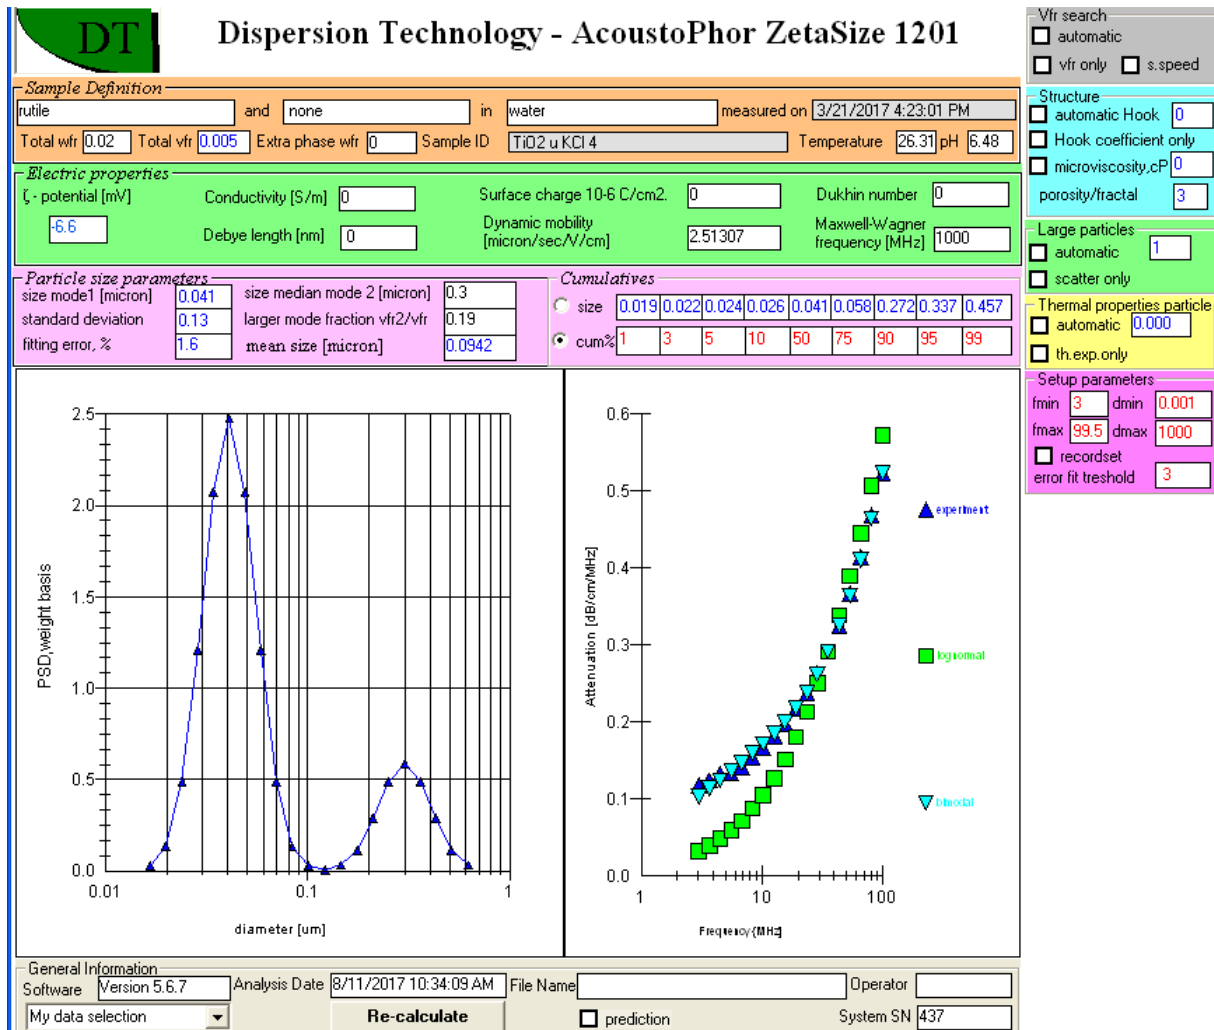 DT
Dispersion Technology - AcoustoPhor ZetaSize 1201
Vfr search
automatic
vfr only s.speed
Sample Definition
rutile and none in water measured on 3/21/2017 4:23:01 PM
Total wfr 0.02 Total vfr 0.005 Extra phase wfr 0 Sample ID TiO2 u KCl 4 Temperature 26.31 pH 6.48
Structure
automatic Hook 0
Hook coefficient only
microviscosity,cP 0
porosity/fractal 3
Electric properties
ζ - potential [mV] Conductivity [S/m] 0 Surface charge 10-6 C/cm2. 0 Dukhin number 0
-6.6 Debye length [nm] 0 Dynamic mobility [micron/sec/V/cm] 2.51307 Maxwell-Wagner frequency [MHz] 1000
Large particles
automatic 1
scatter only
Particle size parameters
size mode1 [micron] 0.041 size median mode 2 [micron] 0.3
standard deviation 0.13 larger mode fraction vfr2/vfr 0.19
fitting error, % 1.6 mean size [micron] 0.0942
Cumulatives
size 0.019 0.022 0.024 0.026 0.041 0.058 0.272 0.337 0.457
cum% 1 3 5 10 50 75 90 95 99
Thermal properties particle
automatic 0.000
th.exp.only
Setup parameters
fmin 3 dmin 0.001
fmax 99.5 dmax 1000
recordset
error fit treshold 3
PSD,weight basis
2.5
2.0
1.5
1.0
0.5
0.0
0.01 0.1 1
diameter [um]
Attenuation [dB/cm/MHz]
0.6
0.5
0.4
0.3
0.2
0.1
0.0
1 10 100
Frequency [MHz]
experiment
lognormal
bimodal
General Information
Software Version 5.6.7 Analysis Date 8/11/2017 10:34:09 AM File Name Operator
My data selection Re-calculate prediction System SN 437